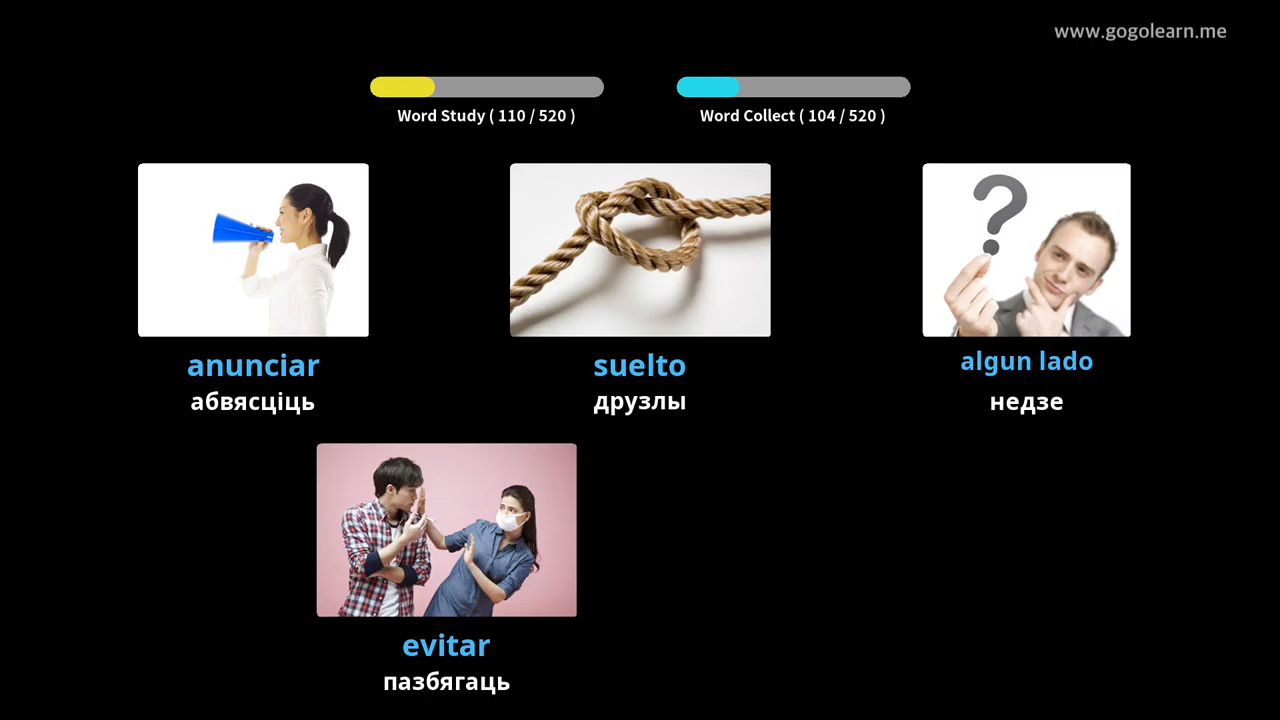 www.gogolearn.me
Word Study ( 110 / 520 )
Word Collect ( 104 / 520 )
anunciar
абвясціць
suelto
друзлы
algun lado
недзе
evitar
пазбягаць